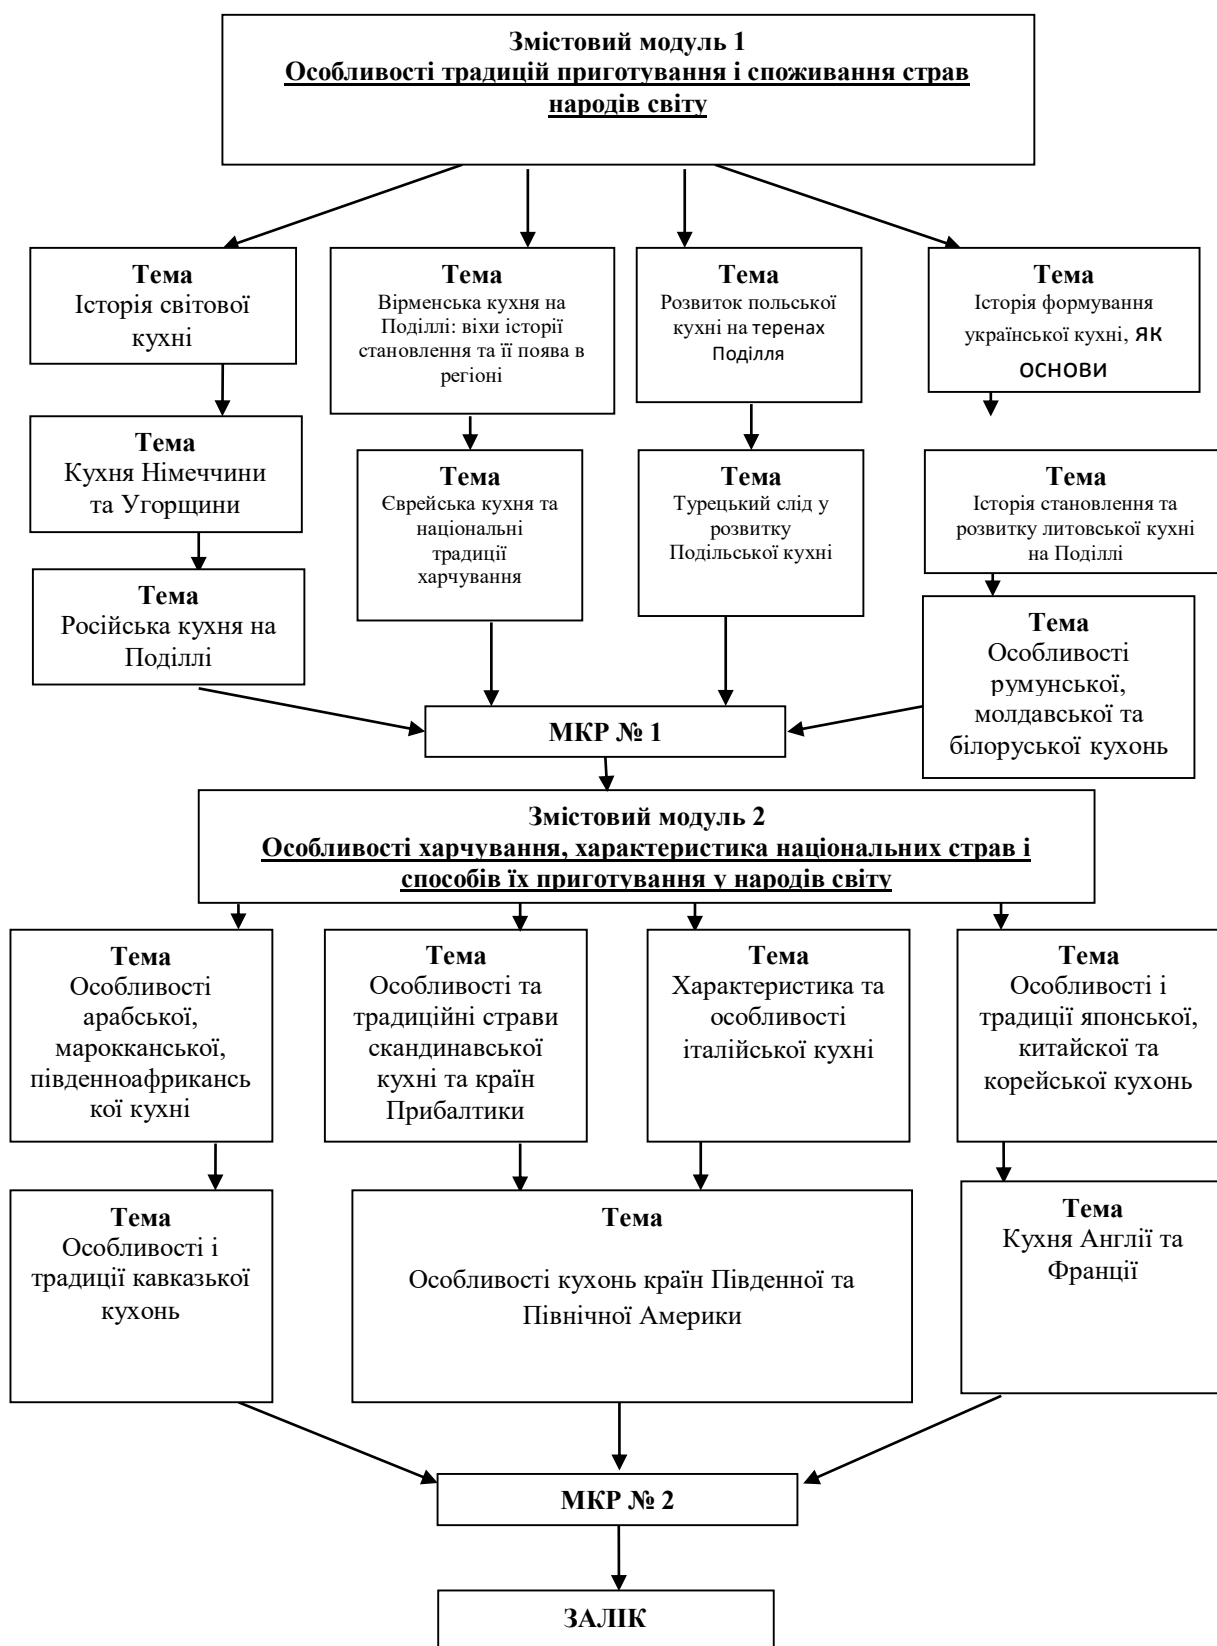 Змістовий модуль 1
Особливості традицій приготування і споживання страв
народів світу
Тема
Історія світової
кухні
Тема
Вірменська кухня на
Поділлі: віхи історії
становлення та її поява в
регіоні
Тема
Розвиток польської
кухні на теренах
Поділля
Тема
Історія формування
української кухні, як
основи
Тема
Кухня Німеччини
та Угорщини
Тема
Єврейська кухня та
національні
традиції
харчування
Тема
Турецький слід у
розвитку
Подільської кухні
Тема
Історія становлення та
розвитку литовської кухні
на Поділлі
Тема
Російська кухня на
Поділлі
Тема
Особливості
румунської,
молдавської та
білоруської кухонь
МКР № 1
Змістовий модуль 2
Особливості харчування, характеристика національних страв і
способів їх приготування у народів світу
Тема
Особливості
арабської,
марокканської,
південноафрикансь
кої кухні
Тема
Особливості та
традиційні страви
скандинавської
кухні та країн
Прибалтики
Тема
Характеристика та
особливості
італійської кухні
Тема
Особливості і
традиції японської,
китайскої та
корейської кухонь
Тема
Особливості і
традиції кавказької
кухонь
Тема
Особливості кухонь країн Південної та
Північної Америки
Тема
Кухня Англії та
Франції
МКР № 2
ЗАЛІК